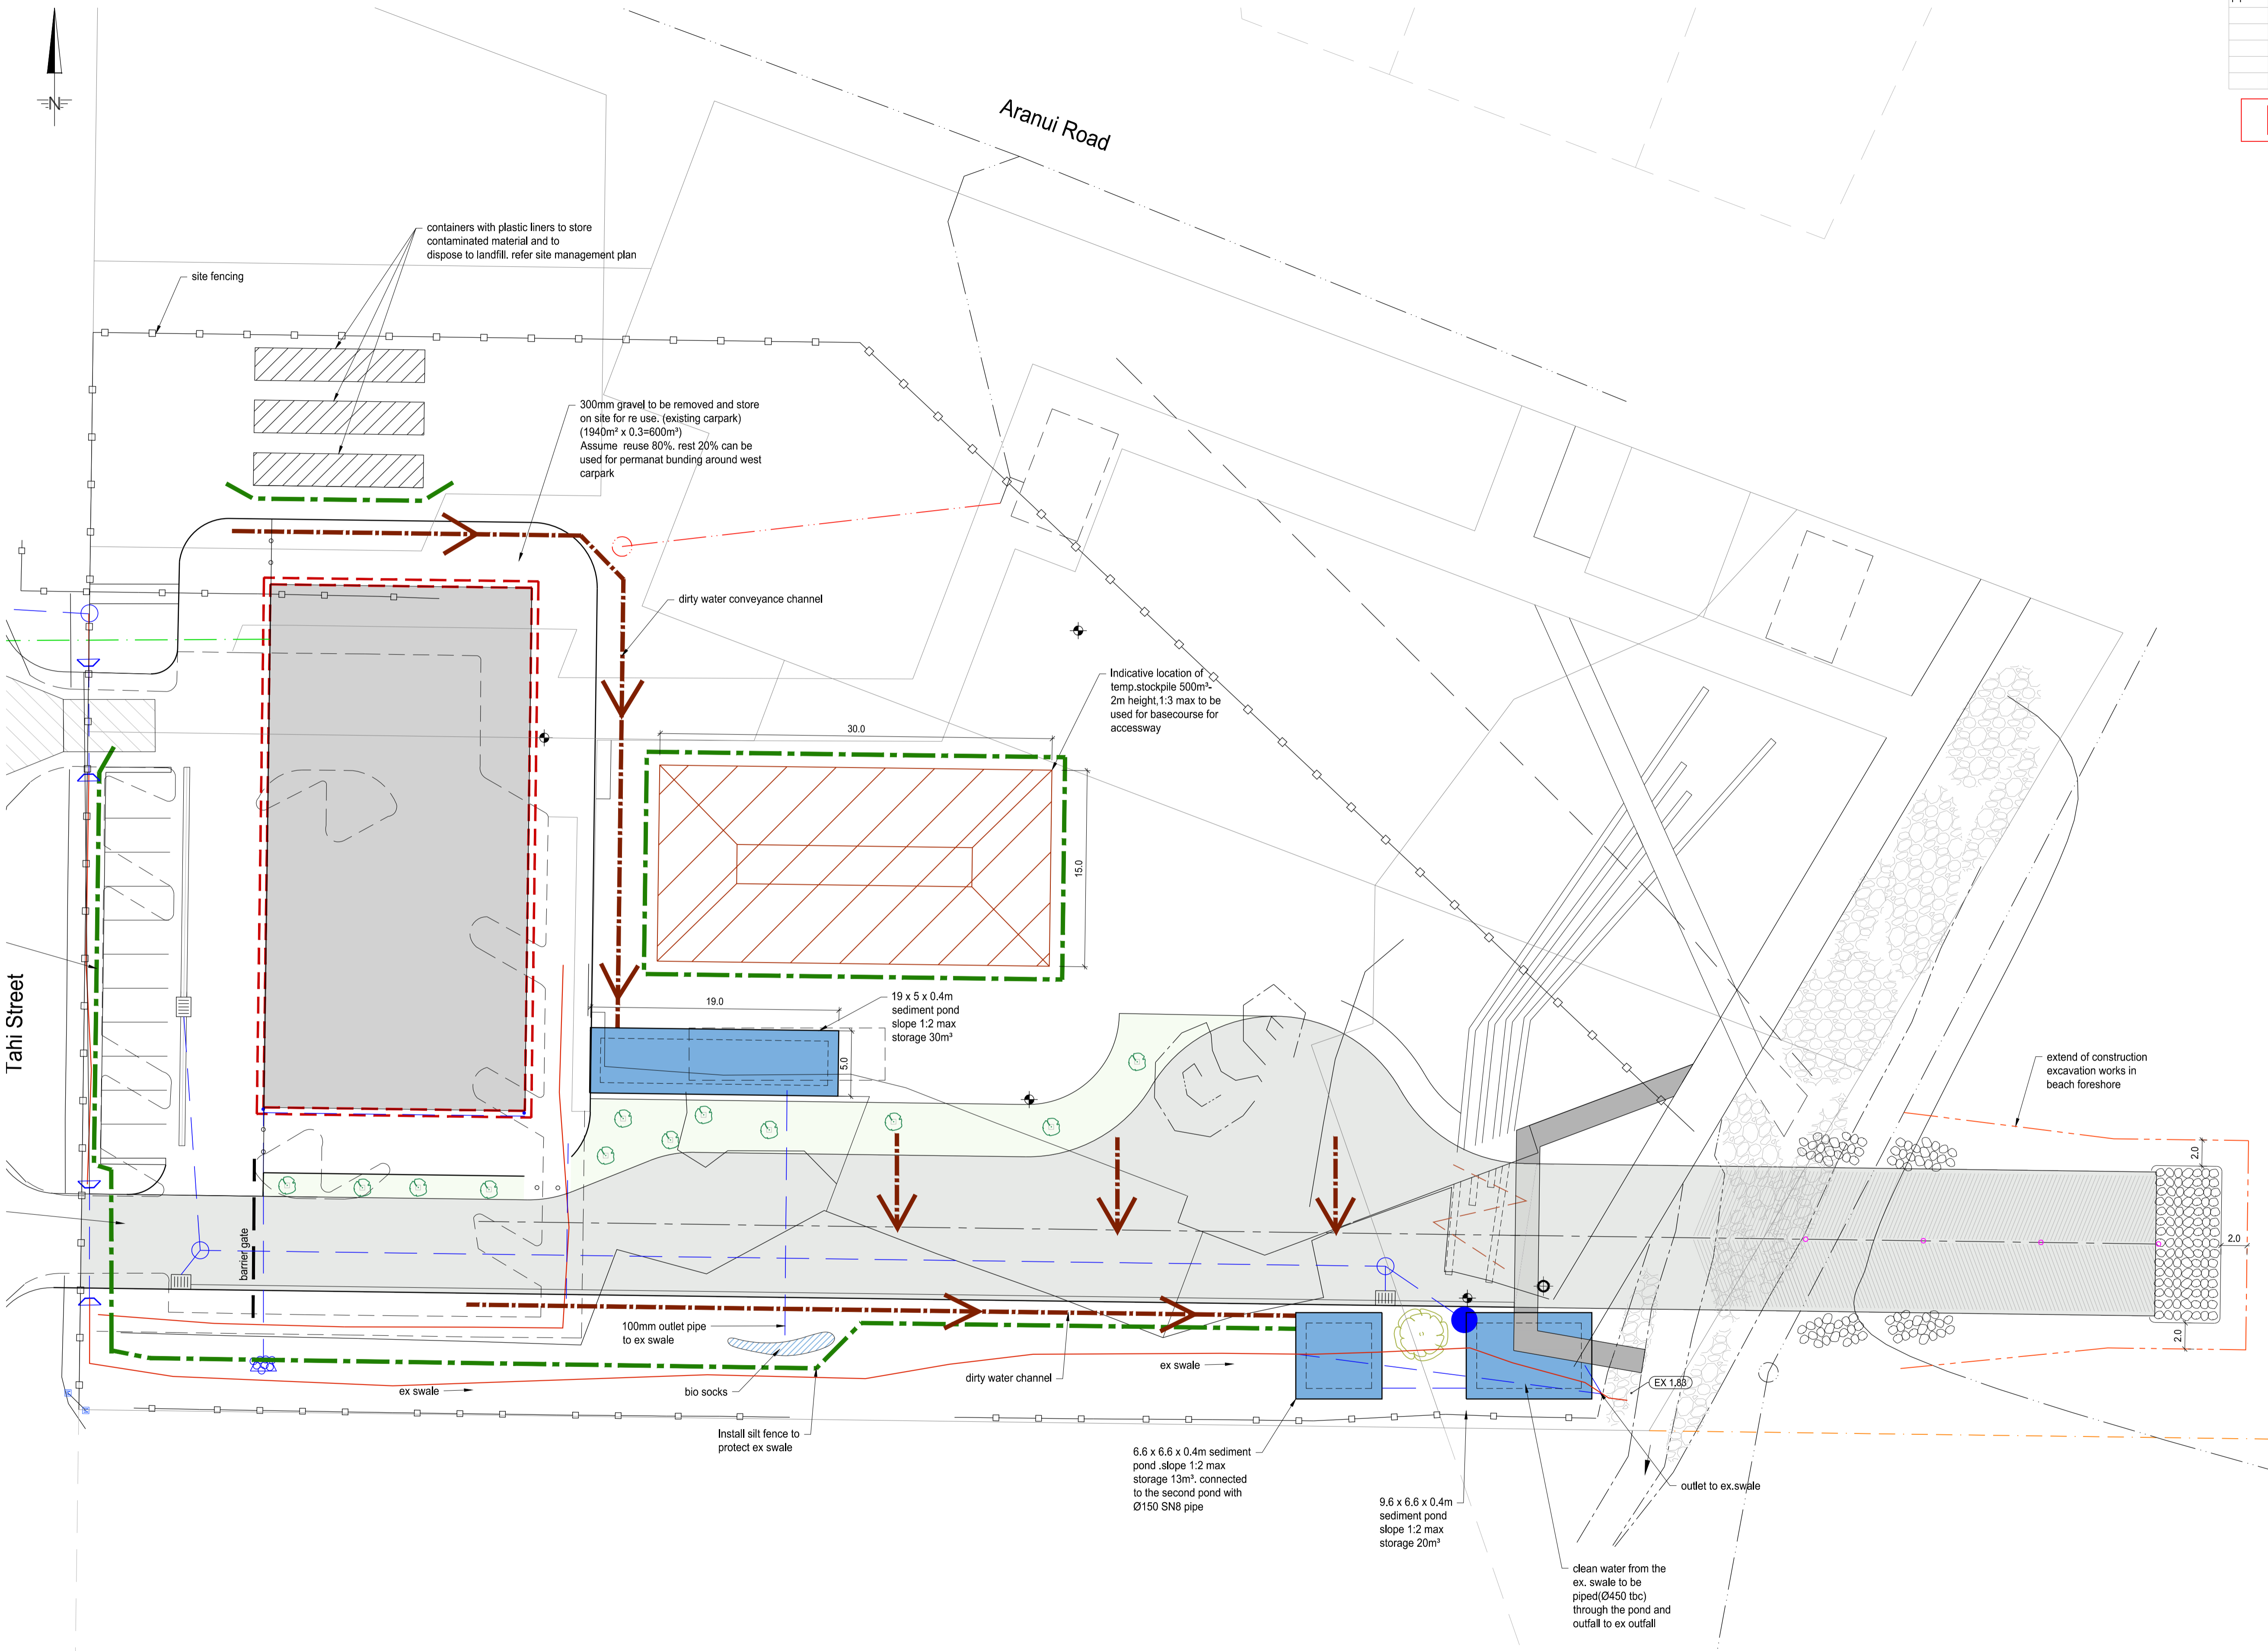 N
Aranui Road
containers with plastic liners to store
contaminated material and to
dispose to landfill. refer site management plan
site fencing
300mm gravel to be removed and store
on site for re use. (existing carpark)
(1940m² x 0.3=600m³)
Assume reuse 80%. rest 20% can be
used for permanat bunding around west
carpark
dirty water conveyance channel
Indicative location of
temp.stockpile 500m³-
2m height,1:3 max to be
used for basecourse for
accessway
30.0
15.0
Tahi Street
19.0
19 x 5 x 0.4m
sediment pond
slope 1:2 max
storage 30m³
5.0
extend of construction
excavation works in
beach foreshore
2.0
2.0
2.0
barrier gate
100mm outlet pipe
to ex swale
ex swale
dirty water channel
ex swale
bio socks
EX 1.83
Install silt fence to
protect ex swale
6.6 x 6.6 x 0.4m sediment
pond .slope 1:2 max
storage 13m³. connected
to the second pond with
Ø150 SN8 pipe
9.6 x 6.6 x 0.4m
sediment pond
slope 1:2 max
storage 20m³
outlet to ex.swale
clean water from the
ex. swale to be
piped(Ø450 tbc)
through the pond and
outfall to ex outfall